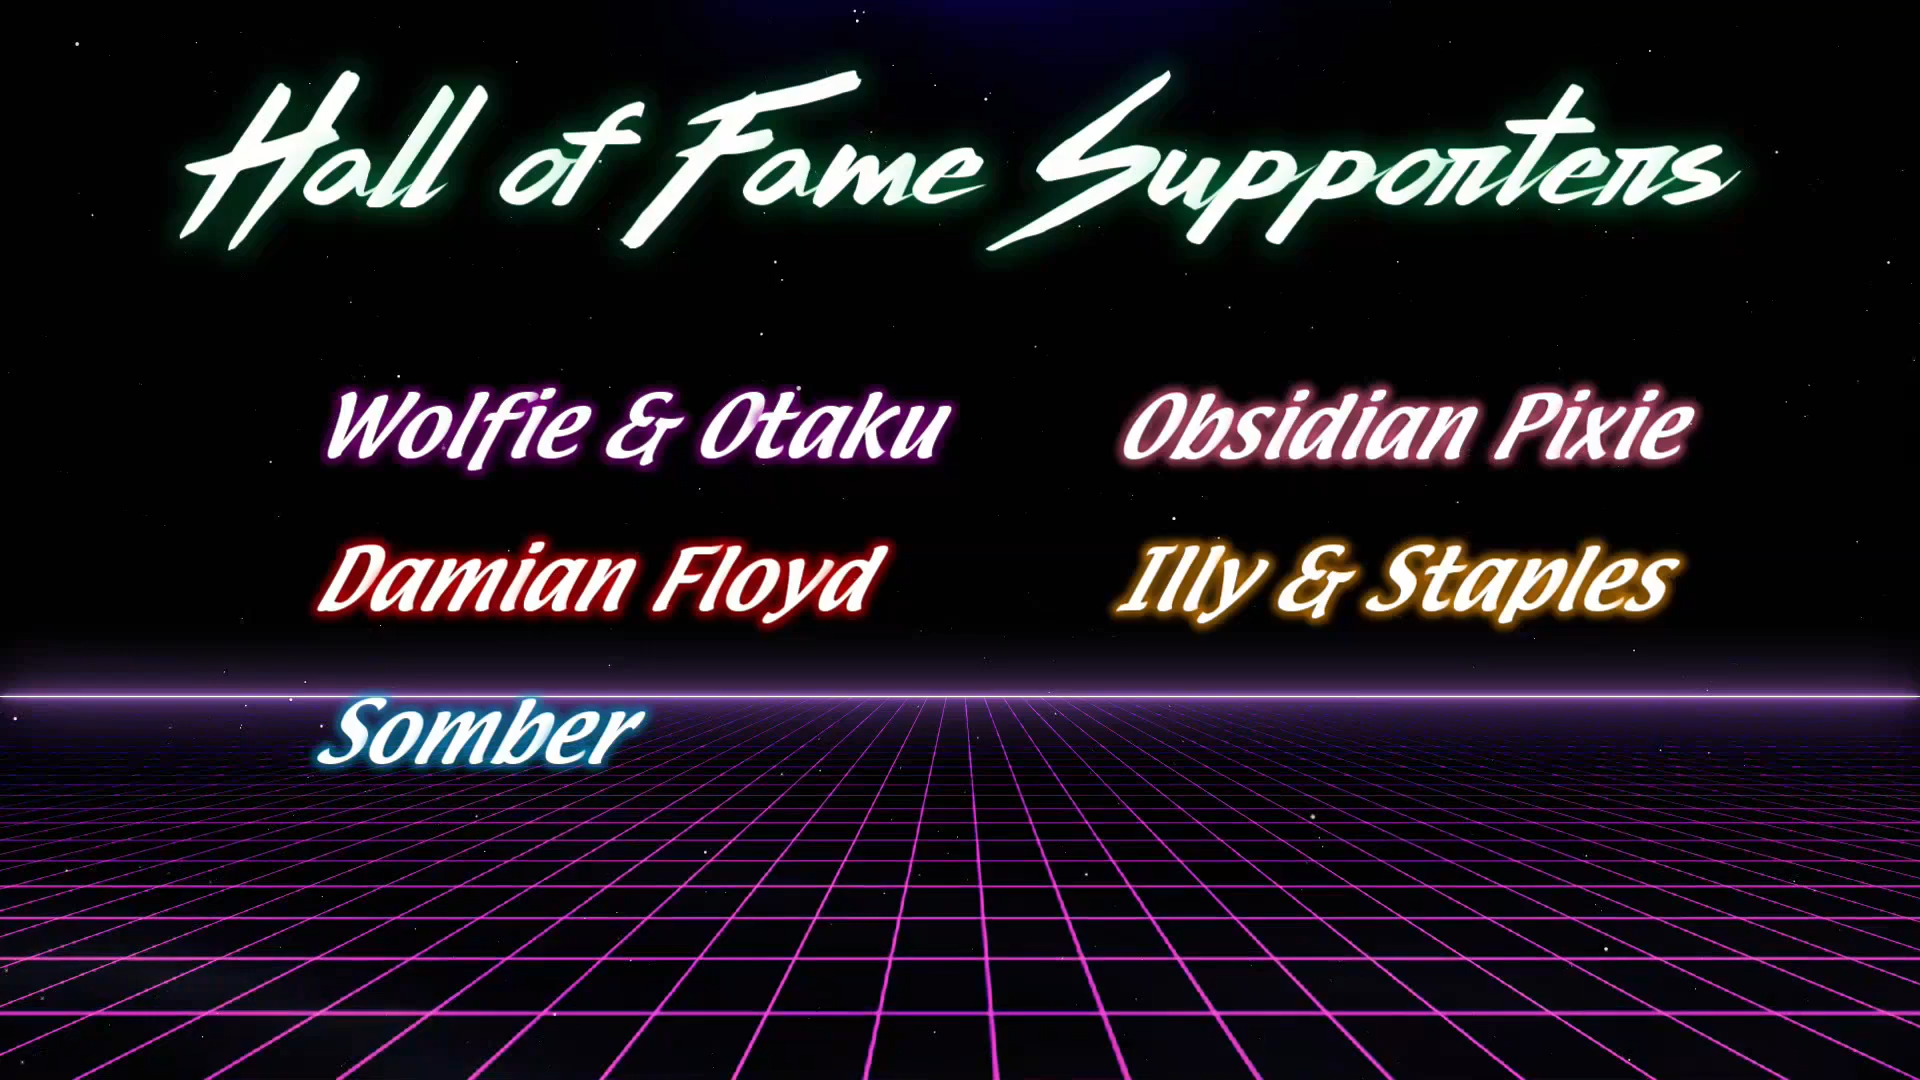 Hall of Fame Supporters
Wolfie & Otaku
Obsidian Pixie
Damian Floyd
Illy & Staples
Somber